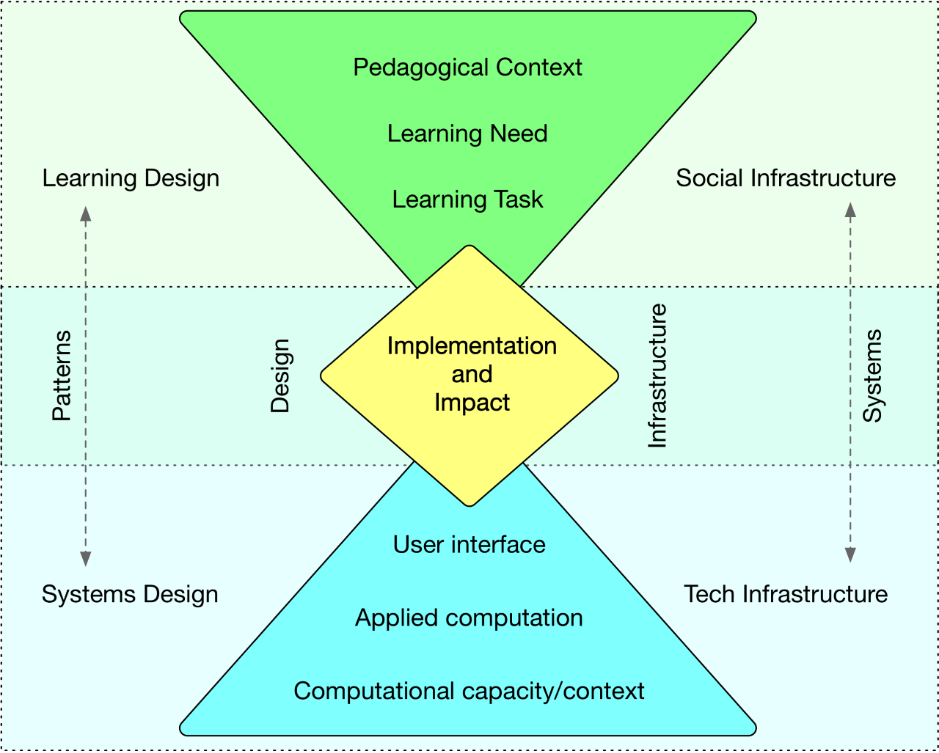 Pedagogical Context
Learning Need
Learning Task
Learning Design
Social Infrastructure
Patterns
Design
Implementation
and
Impact
Infrastructure
Systems
User interface
Systems Design
Tech Infrastructure
Applied computation
Computational capacity/context